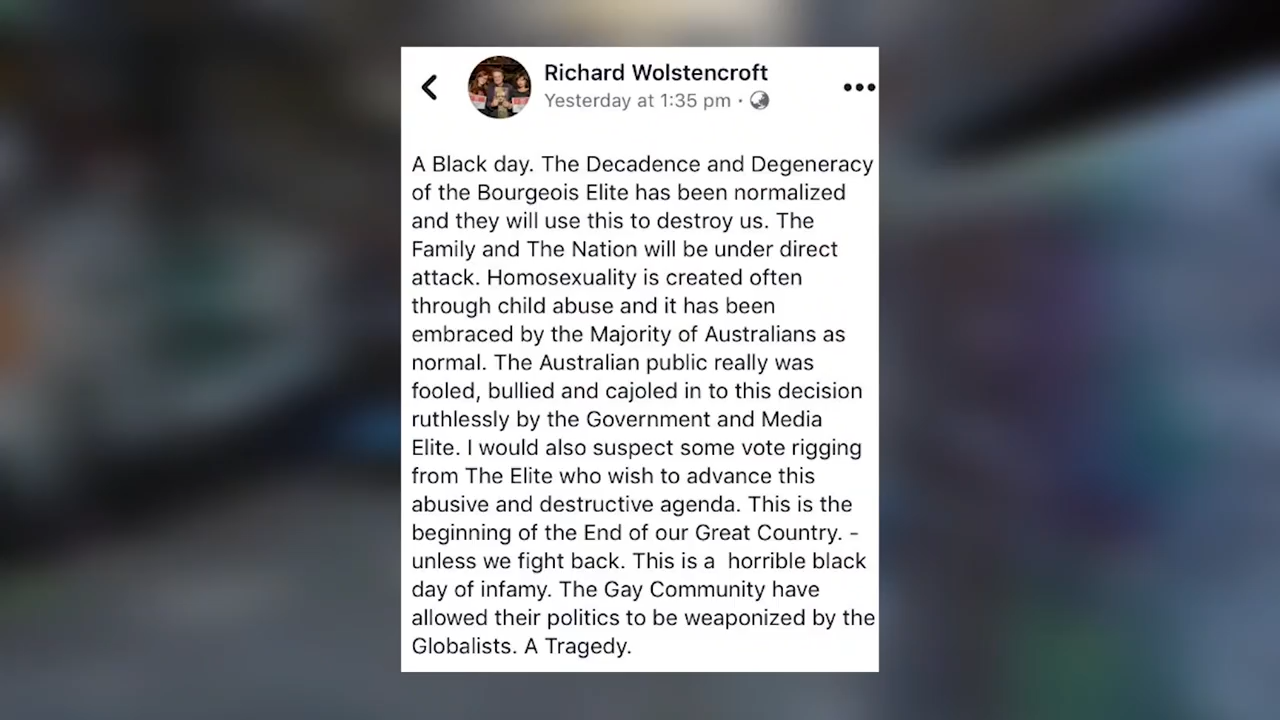 Richard Wolstencroft
Yesterday at 1:35 pm ·
A Black day. The Decadence and Degeneracy
of the Bourgeois Elite has been normalized
and they will use this to destroy us. The
Family and The Nation will be under direct
attack. Homosexuality is created often
through child abuse and it has been
embraced by the Majority of Australians as
normal. The Australian public really was
fooled, bullied and cajoled in to this decision
ruthlessly by the Government and Media
Elite. I would also suspect some vote rigging
from The Elite who wish to advance this
abusive and destructive agenda. This is the
beginning of the End of our Great Country. -
unless we fight back. This is a  horrible black
day of infamy. The Gay Community have
allowed their politics to be weaponized by the
Globalists. A Tragedy.